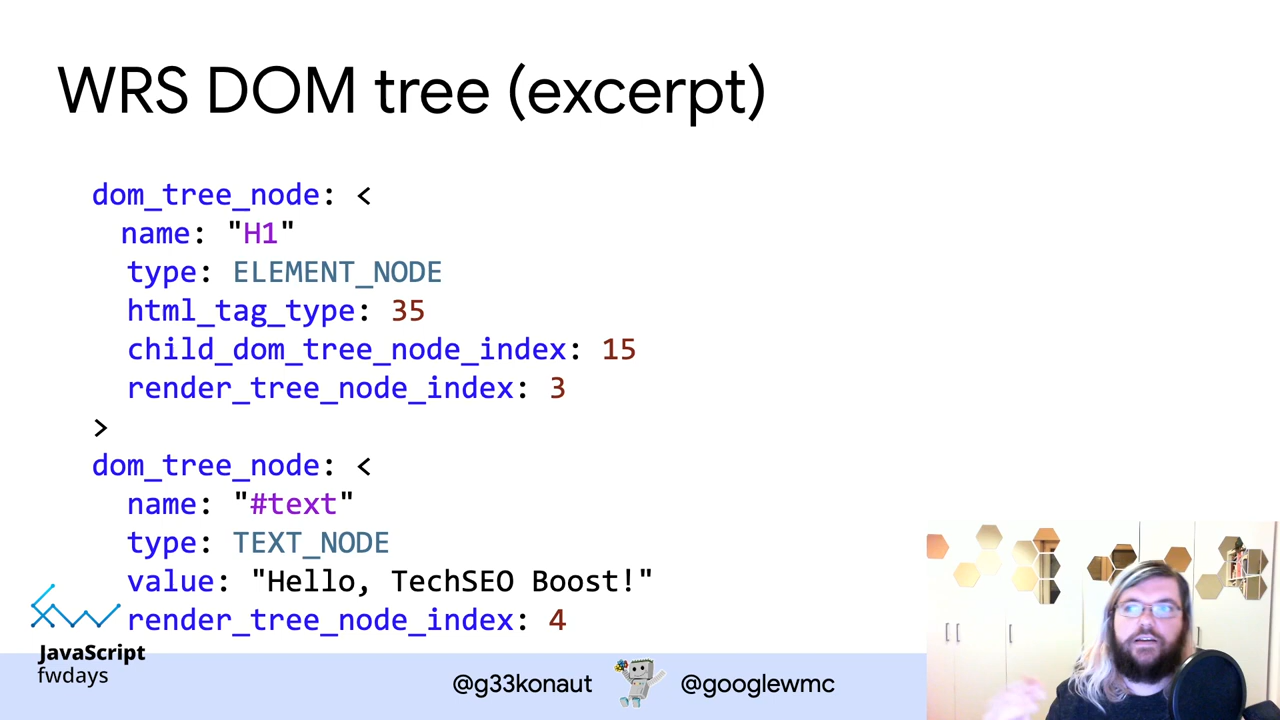 WRS DOM tree (excerpt)
dom_tree_node: <
name: "H1"
type: ELEMENT_NODE
html_tag_type: 35
child_dom_tree_node_index: 15
render_tree_node_index: 3
>
dom_tree_node: <
name: "#text"
type: TEXT_NODE
value: "Hello, TechSEO Boost!"
render_tree_node_index: 4
JavaScript
fwdays
@g33konaut
@googlewmc